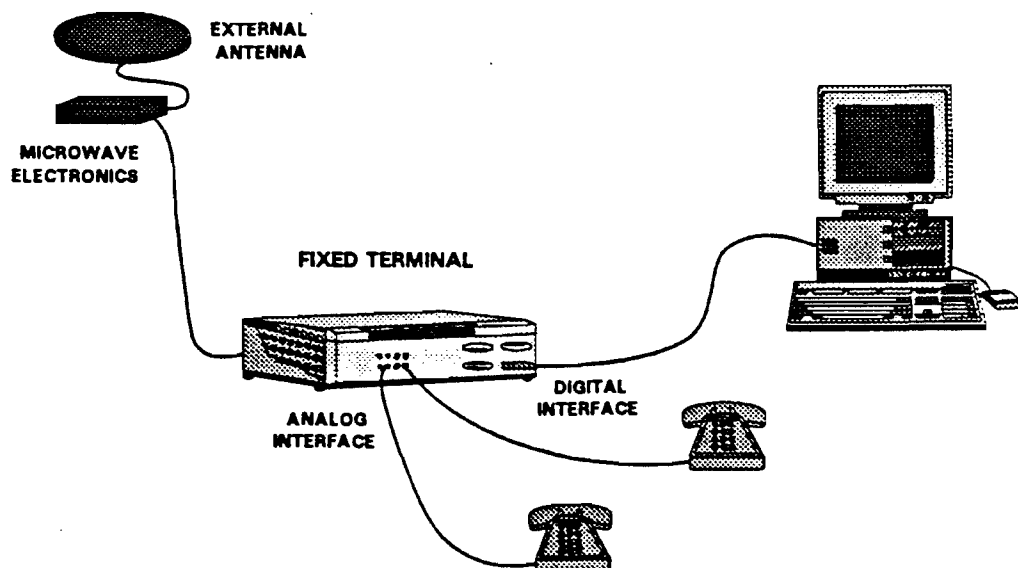 EXTERNAL
ANTENNA
MICROWAVE
ELECTRONICS
FIXED TERMINAL
DIGITAL
INTERFACE
ANALOG
INTERFACE